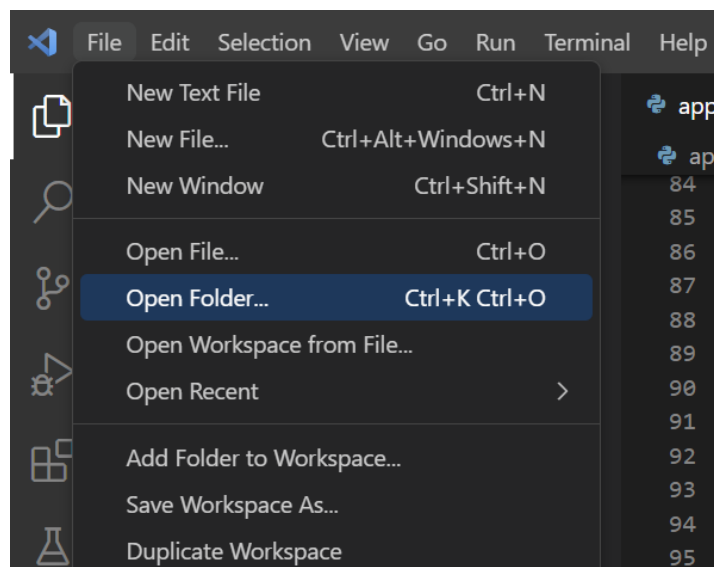 File Edit Selection View Go Run Terminal Help
New Text File Ctrl+N
New File... Ctrl+Alt+Windows+N
New Window Ctrl+Shift+N
Open File... Ctrl+O
Open Folder... Ctrl+K Ctrl+O
Open Workspace from File...
Open Recent
Add Folder to Workspace...
Save Workspace As...
Duplicate Workspace
app
ap
84
85
86
87
88
89
90
91
92
93
94
95